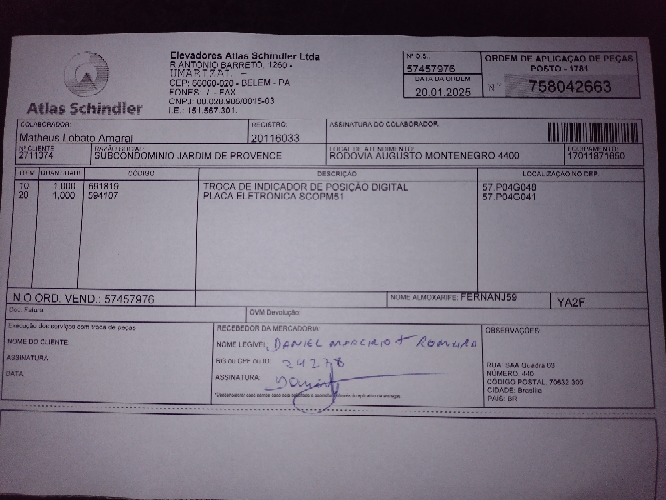 Elevadores Atlas Schindler Ltda
R ANTONIO BARRETO, 1260 -
UMARIZAL -
CEP: 66060-020 - BELEM - PA
FONES: / - FAX
CNPJ: 00.028.986/0015-03
I.E.: 151.567.301.
Atlas Schindler
Nº O.S.
57457976
DATA DA ORDEM
20.01.2025
ORDEM DE APLICAÇÃO DE PEÇAS
POSTO - 1781
Nº 758042663
COLABORADOR:
Matheus Lobato Amaral
REGISTRO:
20116033
ASSINATURA DO COLABORADOR
Nº CLIENTE
2711374
RAZÃO SOCIAL:
SUBCONDOMINIO JARDIM DE PROVENCE
LOCAL DE ATENDIMENTO:
RODOVIA AUGUSTO MONTENEGRO 4400
EQUIPAMENTO:
17011871850
ITEM QUANTIDADE CÓDIGO DESCRIÇÃO LOCALIZAÇÃO NO DEP.
10 1,000 691819 TROCA DE INDICADOR DE POSIÇÃO DIGITAL 57.P04G040
20 1,000 594107 PLACA ELETRONICA SCOPM51 57.P04G041
N.O ORD. VEND.: 57457976
NOME ALMOXARIFE: FERNANJ59
YA2F
Doc. Fatura
OVM Devolução:
Execução dos serviços com troca de peças
NOME DO CLIENTE:
ASSINATURA:
DATA:
RECEBEDOR DA MERCADORIA:
NOME LEGÍVEL: DANIEL
RG ou CPF ou ID: 24278
ASSINATURA:
OBSERVAÇÕES:
RUA: SAA Quadra 03
NÚMERO: 440
CÓDIGO POSTAL: 70632 300
CIDADE: Brasília
PAÍS: BR